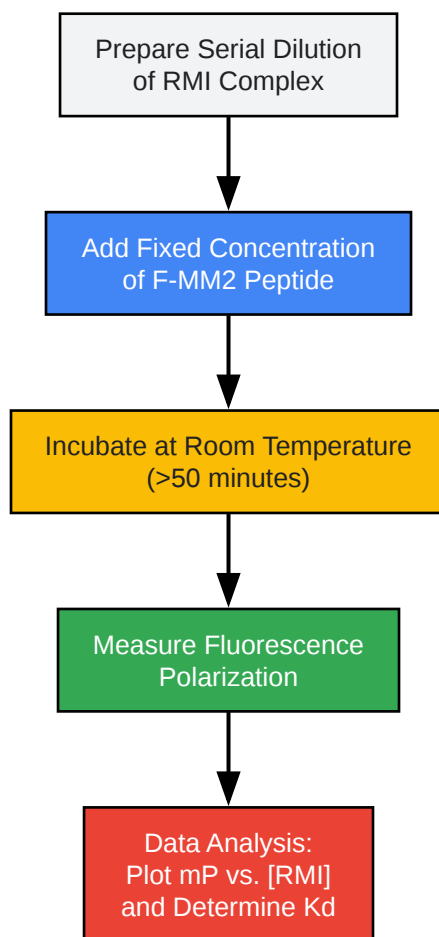 Prepare Serial Dilution
of RMI Complex
Add Fixed Concentration
of F-MM2 Peptide
Incubate at Room Temperature
(>50 minutes)
Measure Fluorescence
Polarization
Data Analysis:
Plot mP vs. [RMI]
and Determine Kd